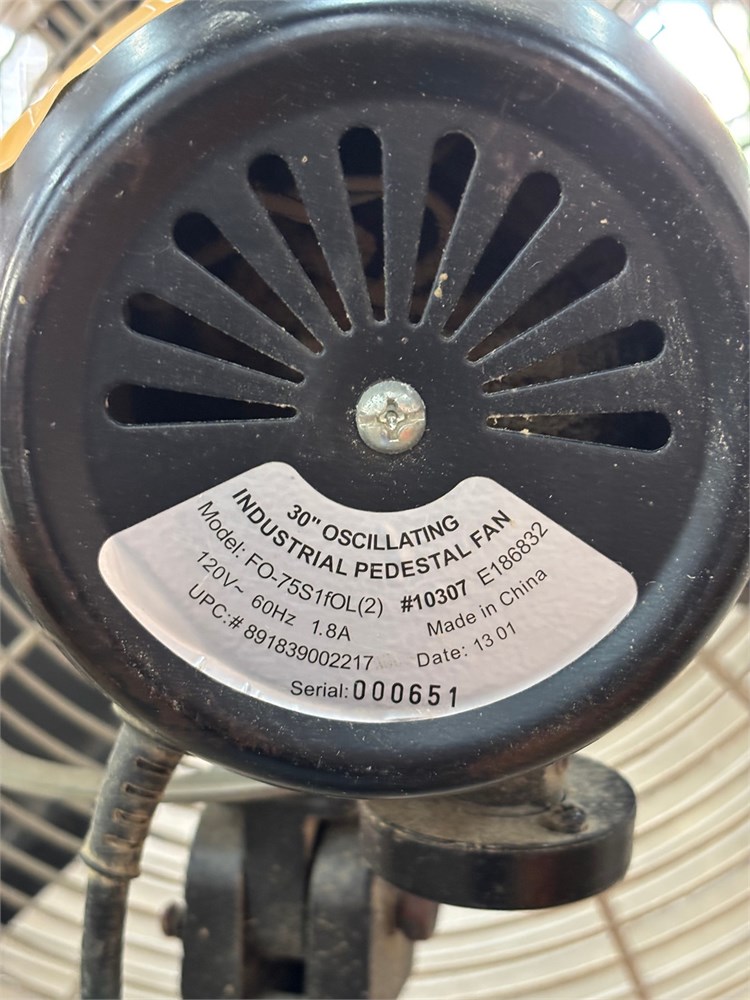 30" OSCILLATING
INDUSTRIAL PEDESTAL FAN
Model: FO-75S1fOL(2) #10307 E186832
120V~ 60Hz 1.8A Made in China
UPC:# 891839002217 Date: 13 01
Serial: 000651